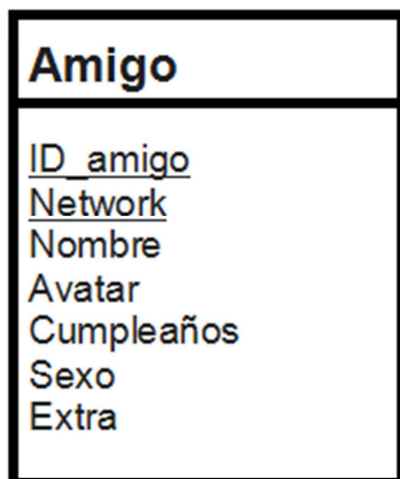 Amigo
ID_amigo
Network
Nombre
Avatar
Cumpleaños
Sexo
Extra